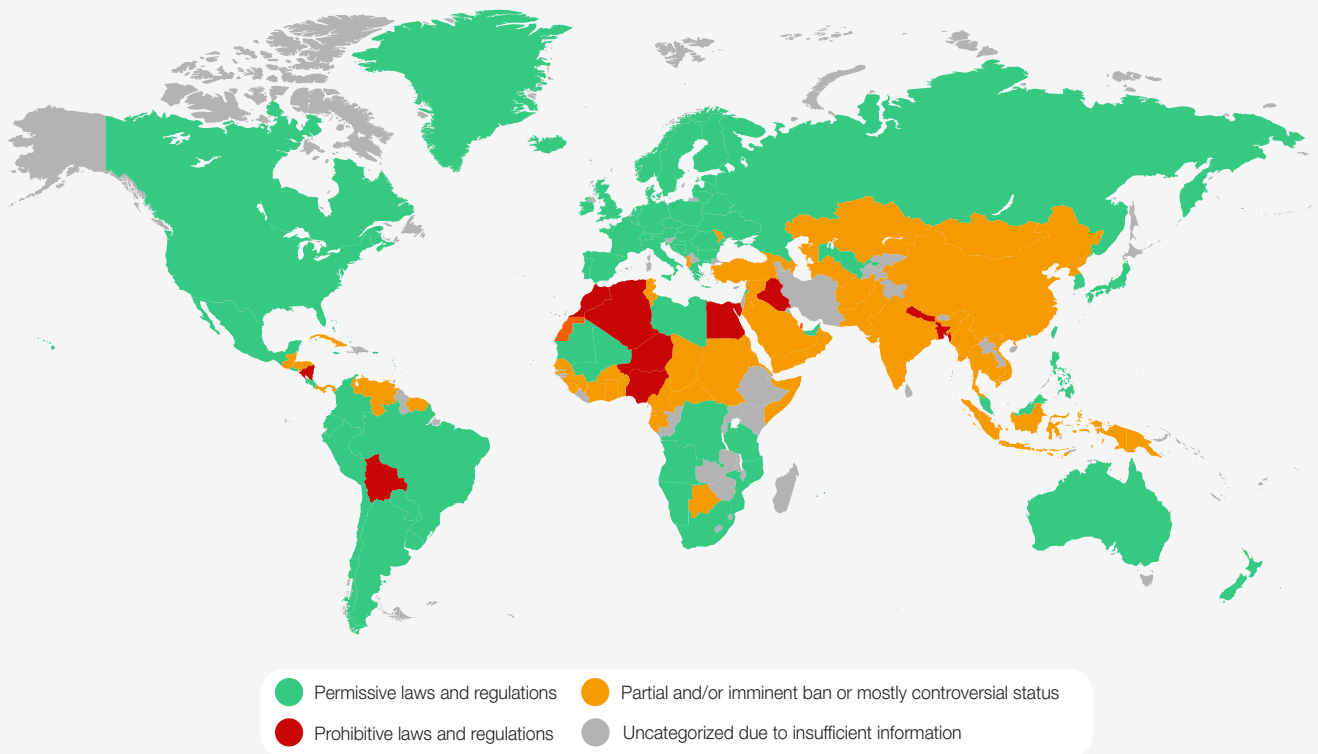 Permissive laws and regulations
Partial and/or imminent ban or mostly controversial status
Prohibitive laws and regulations
Uncategorized due to insufficient information